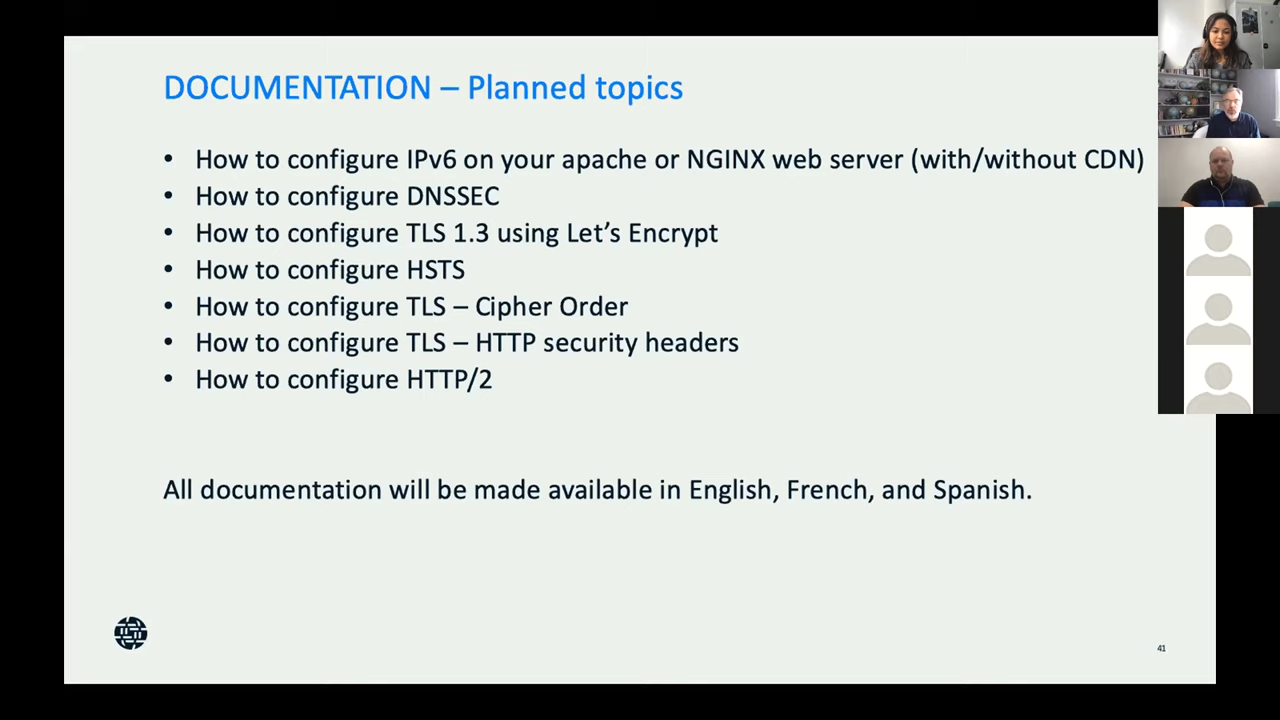 DOCUMENTATION – Planned topics
• How to configure IPv6 on your apache or NGINX web server (with/without CDN)
• How to configure DNSSEC
• How to configure TLS 1.3 using Let’s Encrypt
• How to configure HSTS
• How to configure TLS – Cipher Order
• How to configure TLS – HTTP security headers
• How to configure HTTP/2
All documentation will be made available in English, French, and Spanish.
41